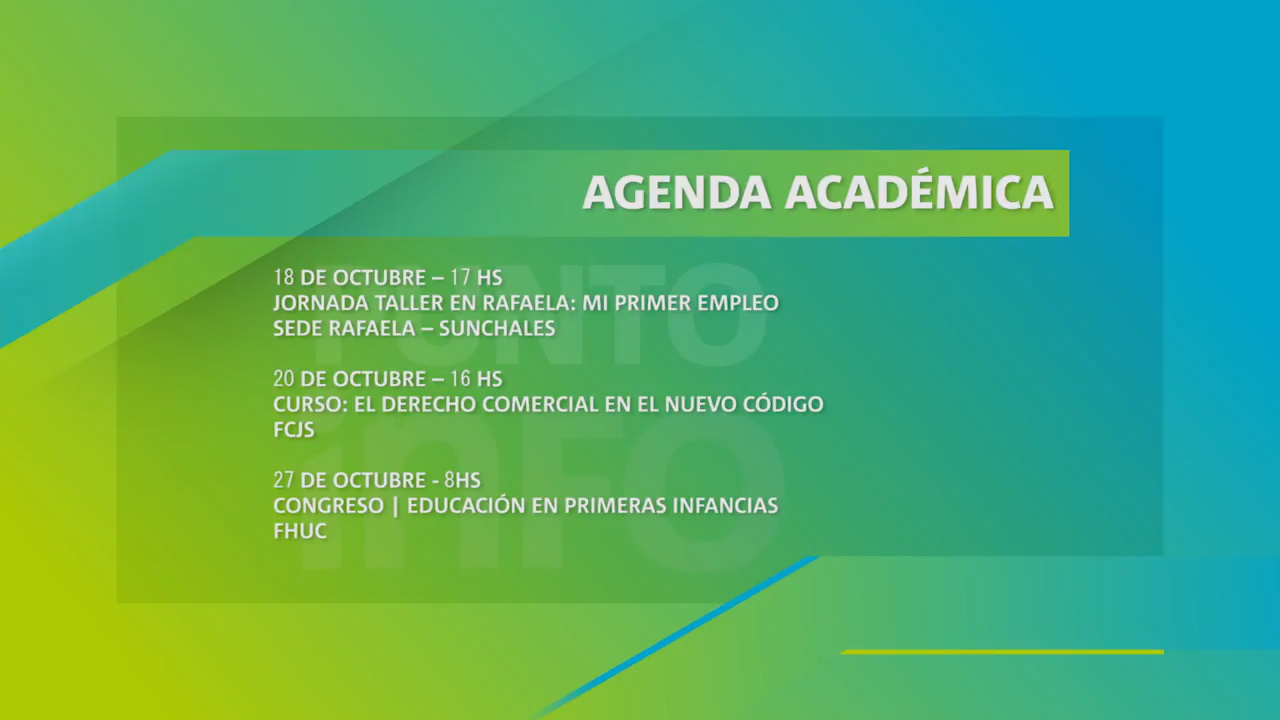 AGENDA ACADÉMICA
18 DE OCTUBRE – 17 HS
JORNADA TALLER EN RAFAELA: MI PRIMER EMPLEO
SEDE RAFAELA – SUNCHALES
20 DE OCTUBRE – 16 HS
CURSO: EL DERECHO COMERCIAL EN EL NUEVO CÓDIGO
FCJS
27 DE OCTUBRE - 8HS
CONGRESO | EDUCACIÓN EN PRIMERAS INFANCIAS
FHUC
PUNTO
inFO